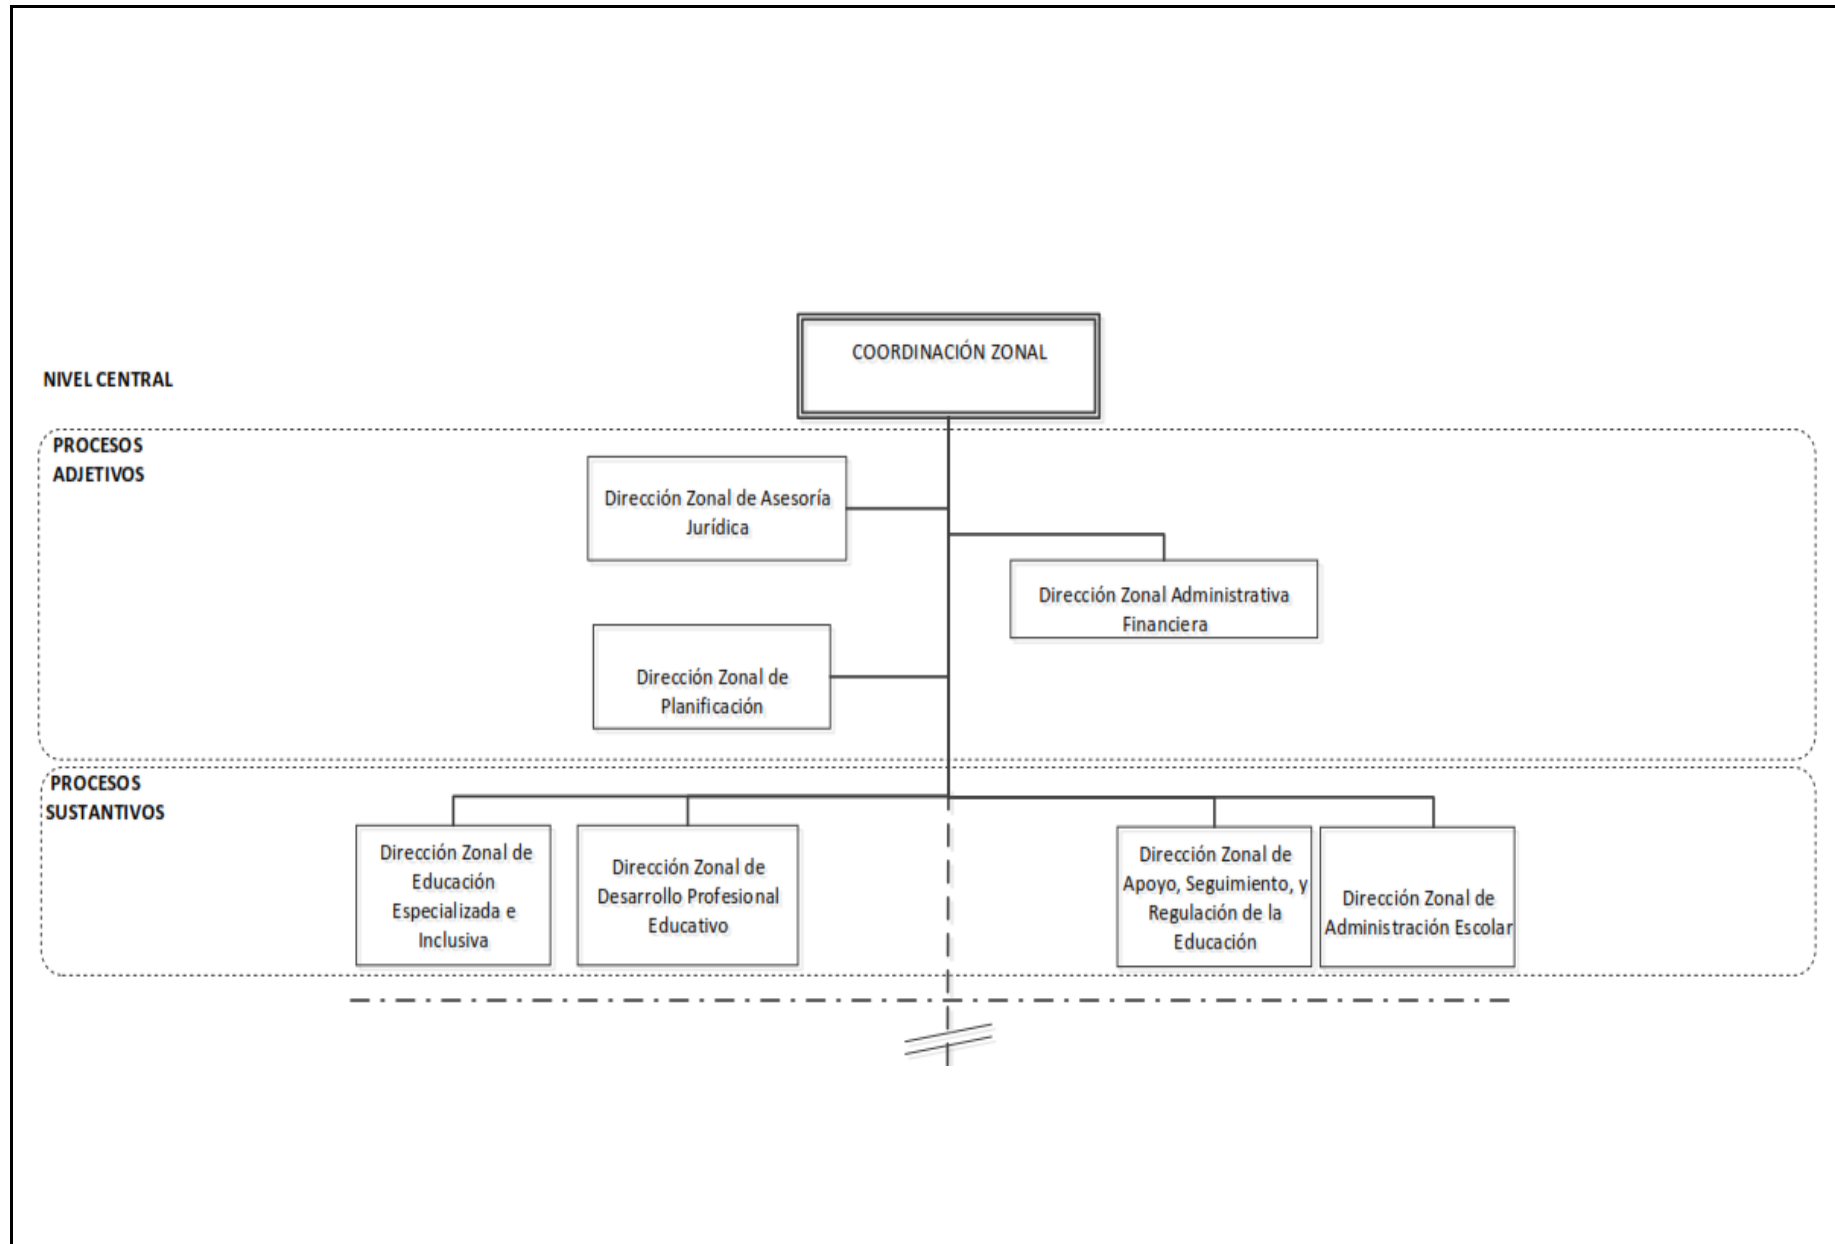 COORDINACIÓN ZONAL
NIVEL CENTRAL
PROCESOS
ADJETIVOS
Dirección Zonal de Asesoría
Jurídica
Dirección Zonal Administrativa
Financiera
Dirección Zonal de
Planificación
PROCESOS
SUSTANTIVOS
Dirección Zonal de
Educación
Especializada e
Inclusiva
Dirección Zonal de
Desarrollo Profesional
Educativo
Dirección Zonal de
Apoyo, Seguimiento, y
Regulación de la
Educación
Dirección Zonal de
Administración Escolar